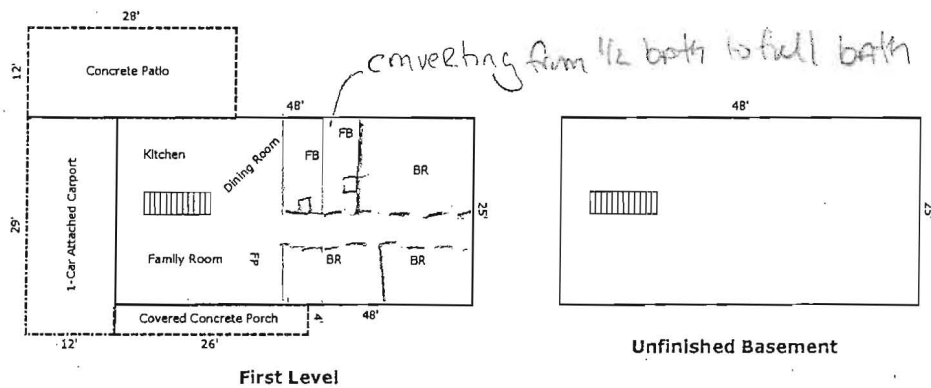 28'
converting from 1/2 bath to full bath
12'
Concrete Patio
48'
48'
Kitchen
Dining Room
FB
FB
BR
29'
1-Car Attached Carport
25'
25'
Family Room
FP
BR
BR
Covered Concrete Porch
4'
48'
12'
26'
Unfinished Basement
First Level